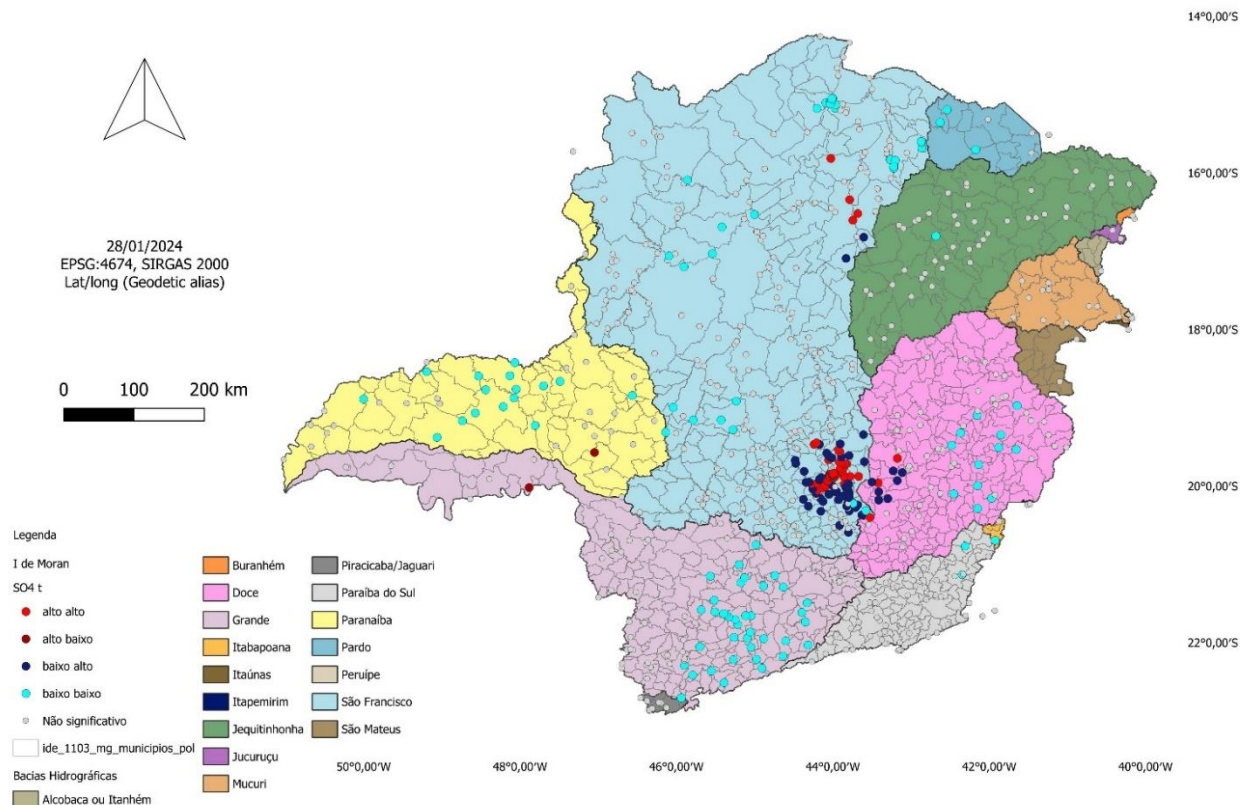 14°0,00'S
16°0,00'S
18°0,00'S
20°0,00'S
22°0,00'S
28/01/2024
EPSG:4674, SIRGAS 2000
Lat/long (Geodetic alias)
0 100 200 km
Legenda
I de Moran
SO4 t
alto alto
alto baixo
baixo alto
baixo baixo
Não significativo
ide_1103_mg_municipios_pol
Bacias Hidrográficas
Alcobaca ou Itanhém
Buranhém
Doce
Grande
Itabapoana
Itaúnas
Itapemirim
Jequitinhonha
Jucuruçu
Mucuri
Piracicaba/Jaguari
Paraíba do Sul
Paranaíba
Pardo
Peruípe
São Francisco
São Mateus
50°0,00'W 48°0,00'W 46°0,00'W 44°0,00'W 42°0,00'W 40°0,00'W